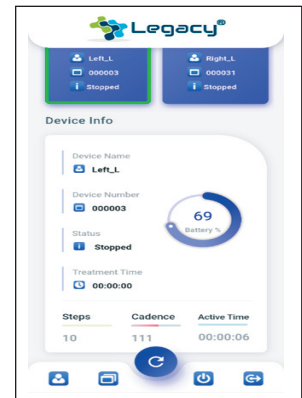 Legacy®
Left_L Right_L
000003 000031
Stopped Stopped
Device Info
Device Name
Left_L
Device Number
000003
69
Battery %
Status
Stopped
Treatment Time
00:00:00
Steps Cadence Active Time
10 111 00:00:06